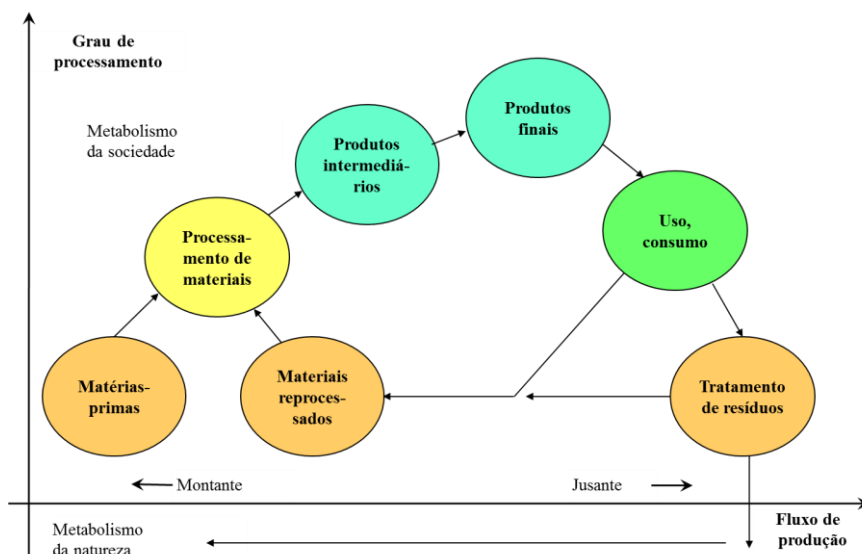 Grau de
processamento
Metabolismo
da sociedade
Produtos
finais
Produtos
intermediá-
rios
Uso,
consumo
Processa-
mento de
materiais
Matérias-
primas
Materiais
reproces-
sados
Tratamento
de resíduos
Montante
Jusante
Fluxo de
produção
Metabolismo
da natureza